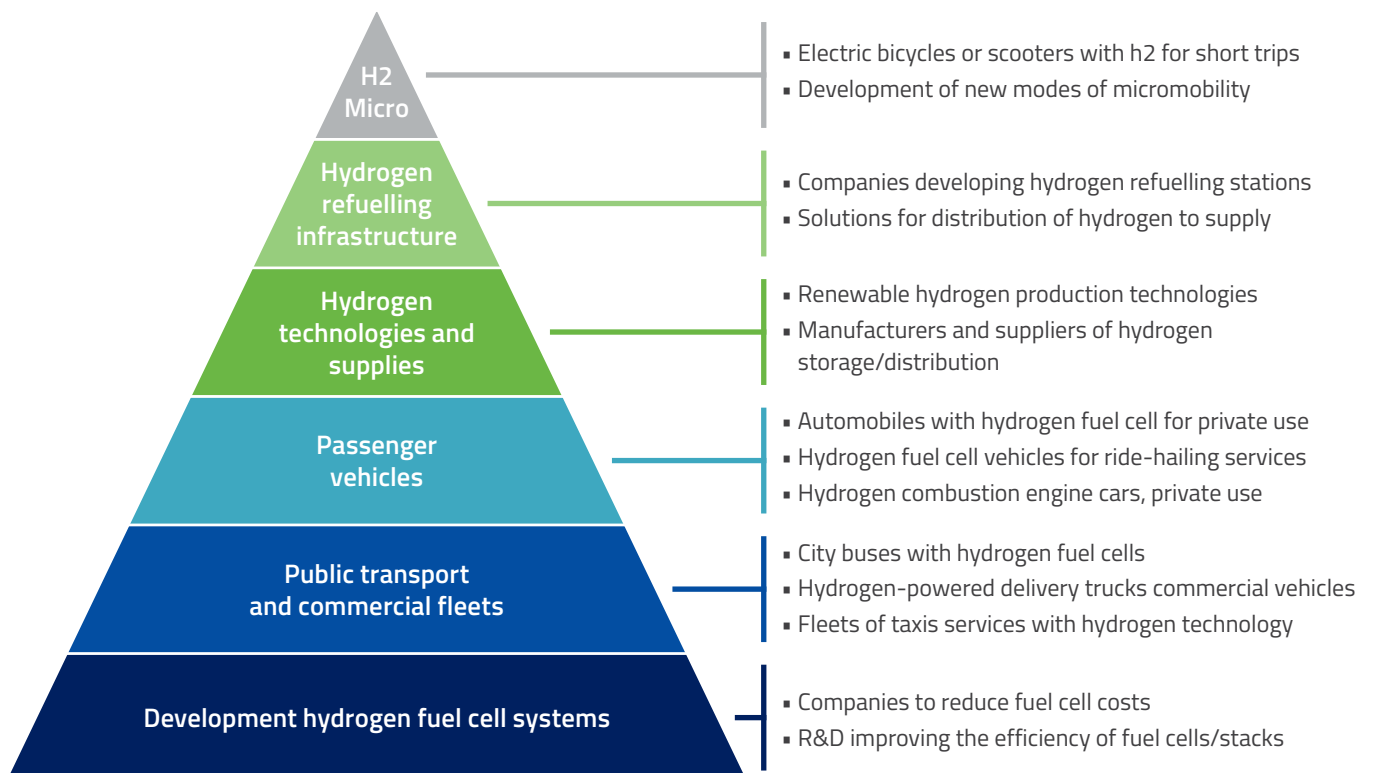 H2
Micro
▪ Electric bicycles or scooters with h2 for short trips
▪ Development of new modes of micromobility
Hydrogen
refuelling
infrastructure
▪ Companies developing hydrogen refuelling stations
▪ Solutions for distribution of hydrogen to supply
Hydrogen
technologies and
supplies
▪ Renewable hydrogen production technologies
▪ Manufacturers and suppliers of hydrogen
storage/distribution
Passenger
vehicles
▪ Automobiles with hydrogen fuel cell for private use
▪ Hydrogen fuel cell vehicles for ride-hailing services
▪ Hydrogen combustion engine cars, private use
Public transport
and commercial fleets
▪ City buses with hydrogen fuel cells
▪ Hydrogen-powered delivery trucks commercial vehicles
▪ Fleets of taxis services with hydrogen technology
Development hydrogen fuel cell systems
▪ Companies to reduce fuel cell costs
▪ R&D improving the efficiency of fuel cells/stacks